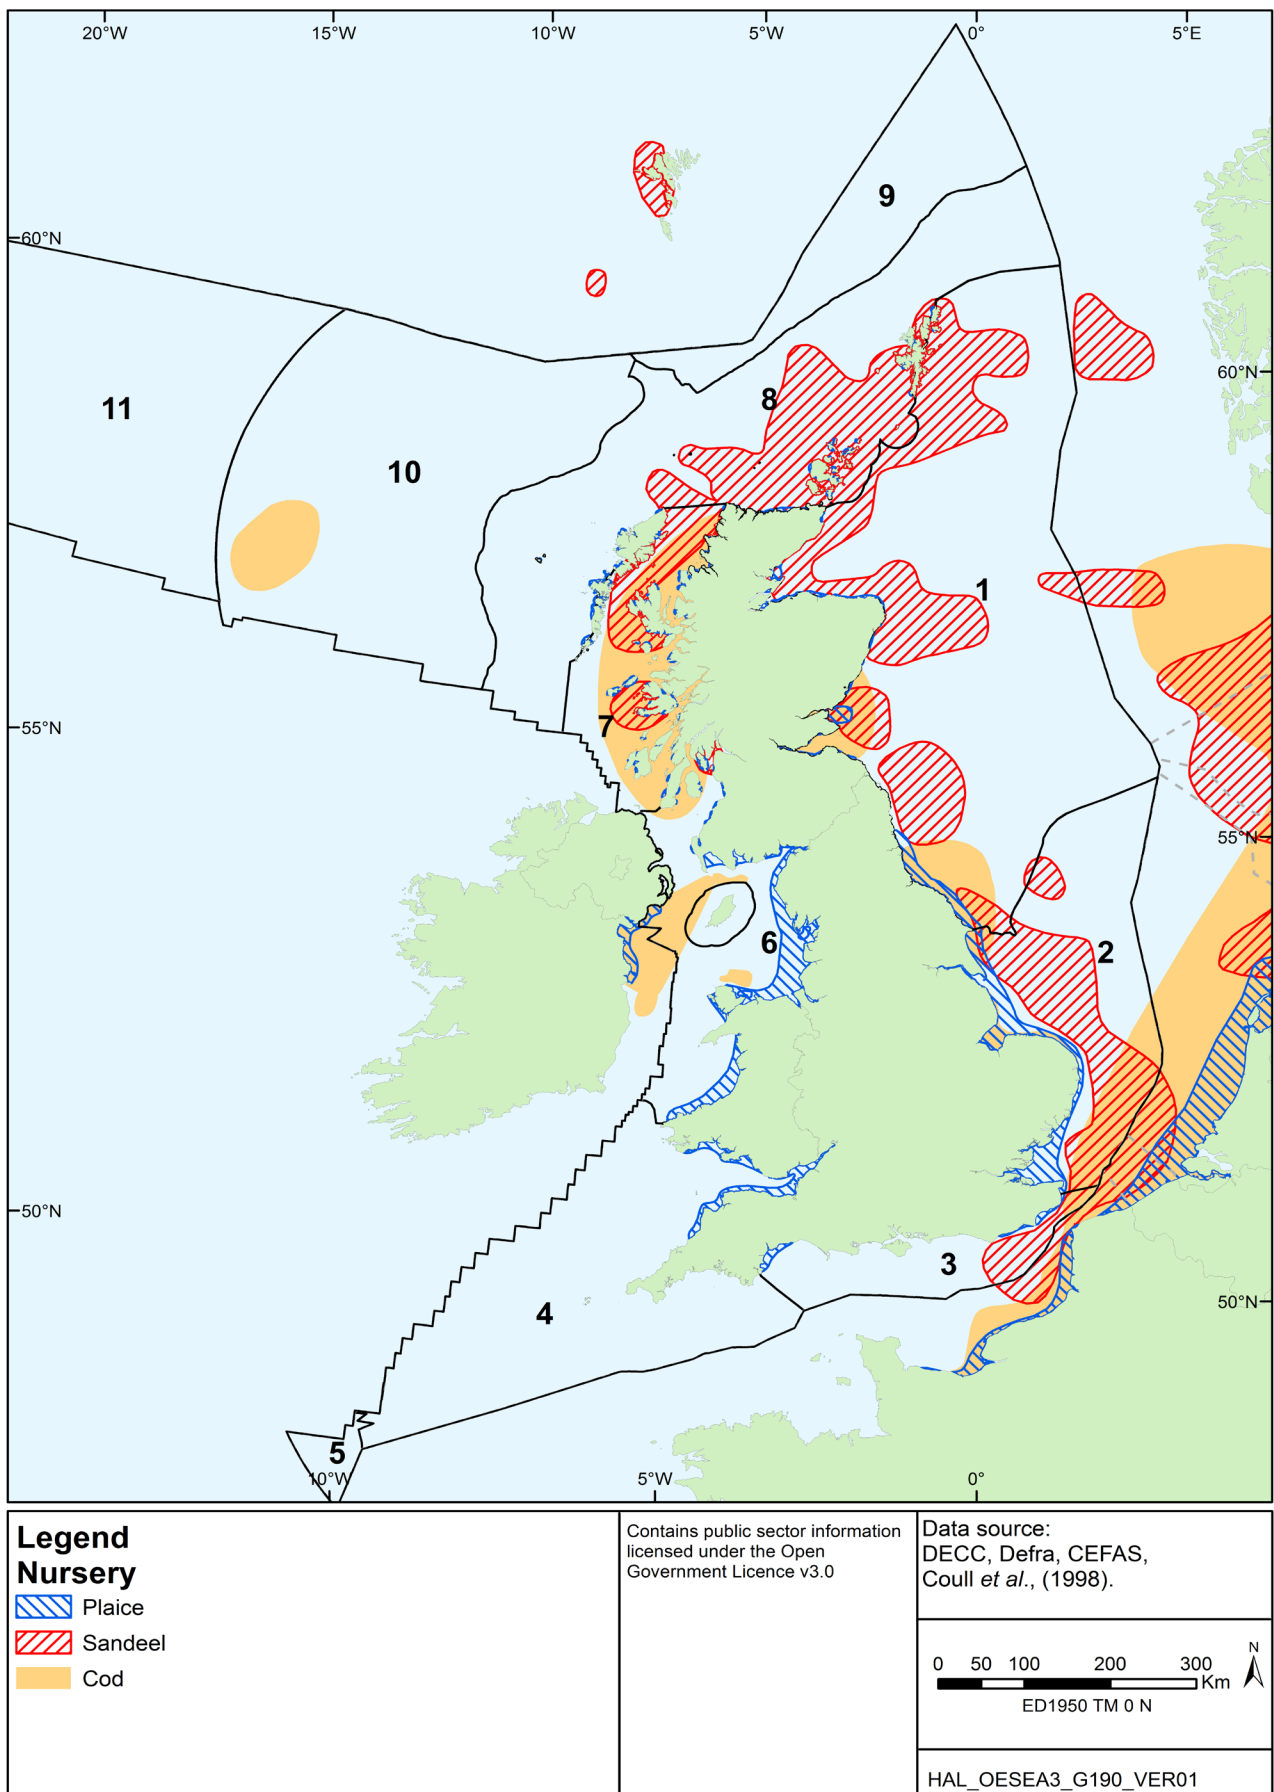 20°W
15°W
10°W
5°W
0°
5°E
9
60°N
60°N
8
11
10
1
7
55°N
55°N
6
2
50°N
3
50°N
4
5
10°W
5°W
0°
Legend
Nursery
Plaice
Sandeel
Cod
Contains public sector information
licensed under the Open
Government Licence v3.0
Data source:
DECC, Defra, CEFAS,
Coull et al., (1998).
N
0 50 100 200 300
Km
ED1950 TM 0 N
HAL_OESEA3_G190_VER01